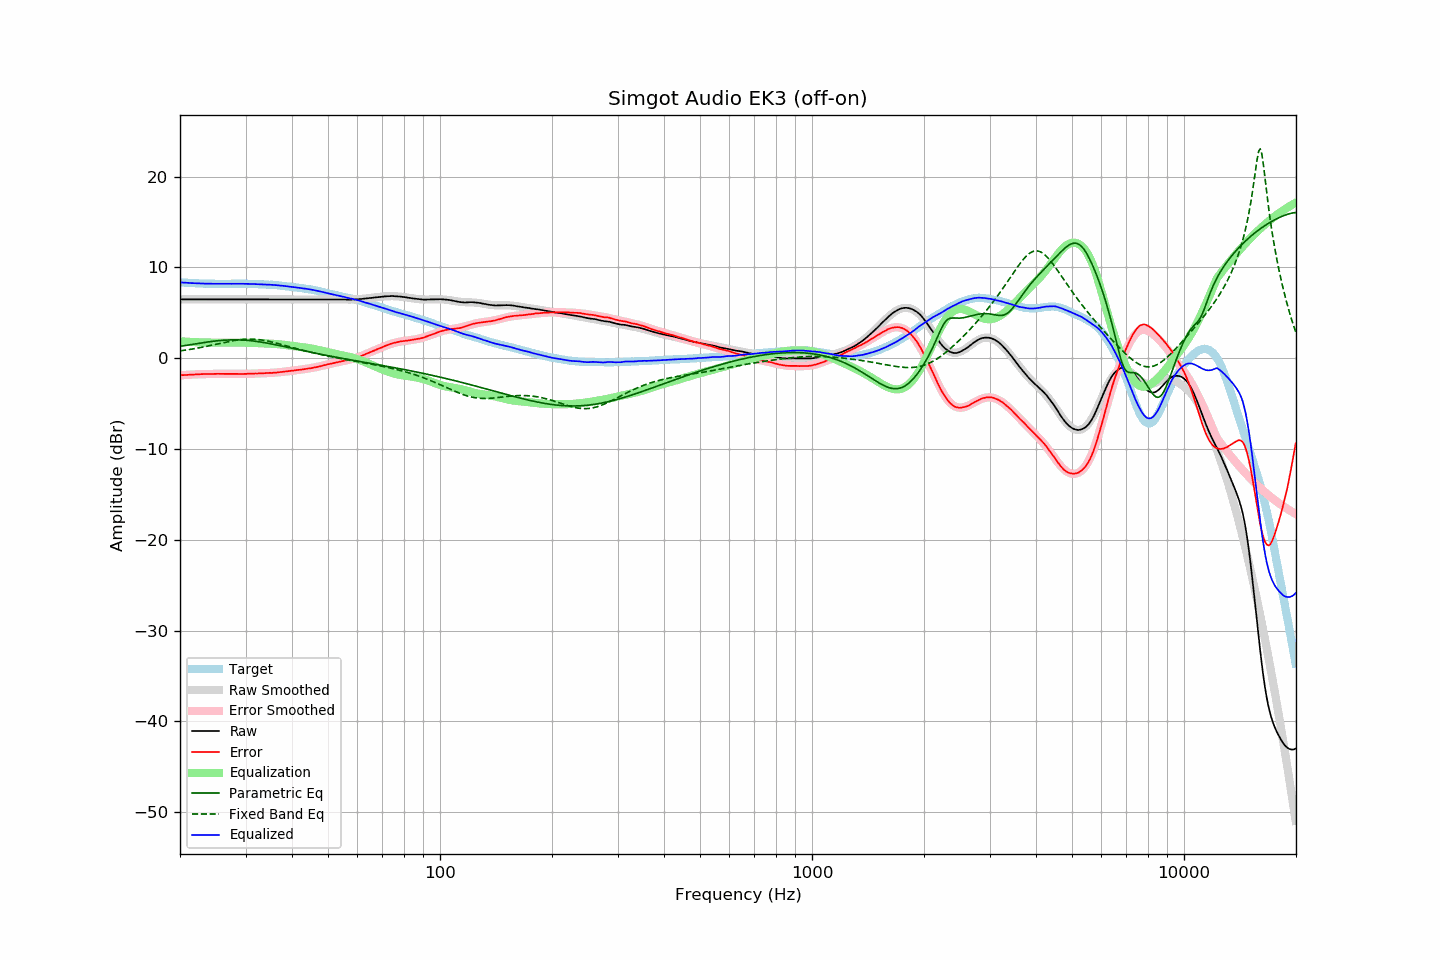 Simgot Audio EK3 (off-on)
20
10
0
−10
−20
−30
−40
−50
Amplitude (dBr)
Target
Raw Smoothed
Error Smoothed
Raw
Error
Equalization
Parametric Eq
Fixed Band Eq
Equalized
100
1000
10000
Frequency (Hz)